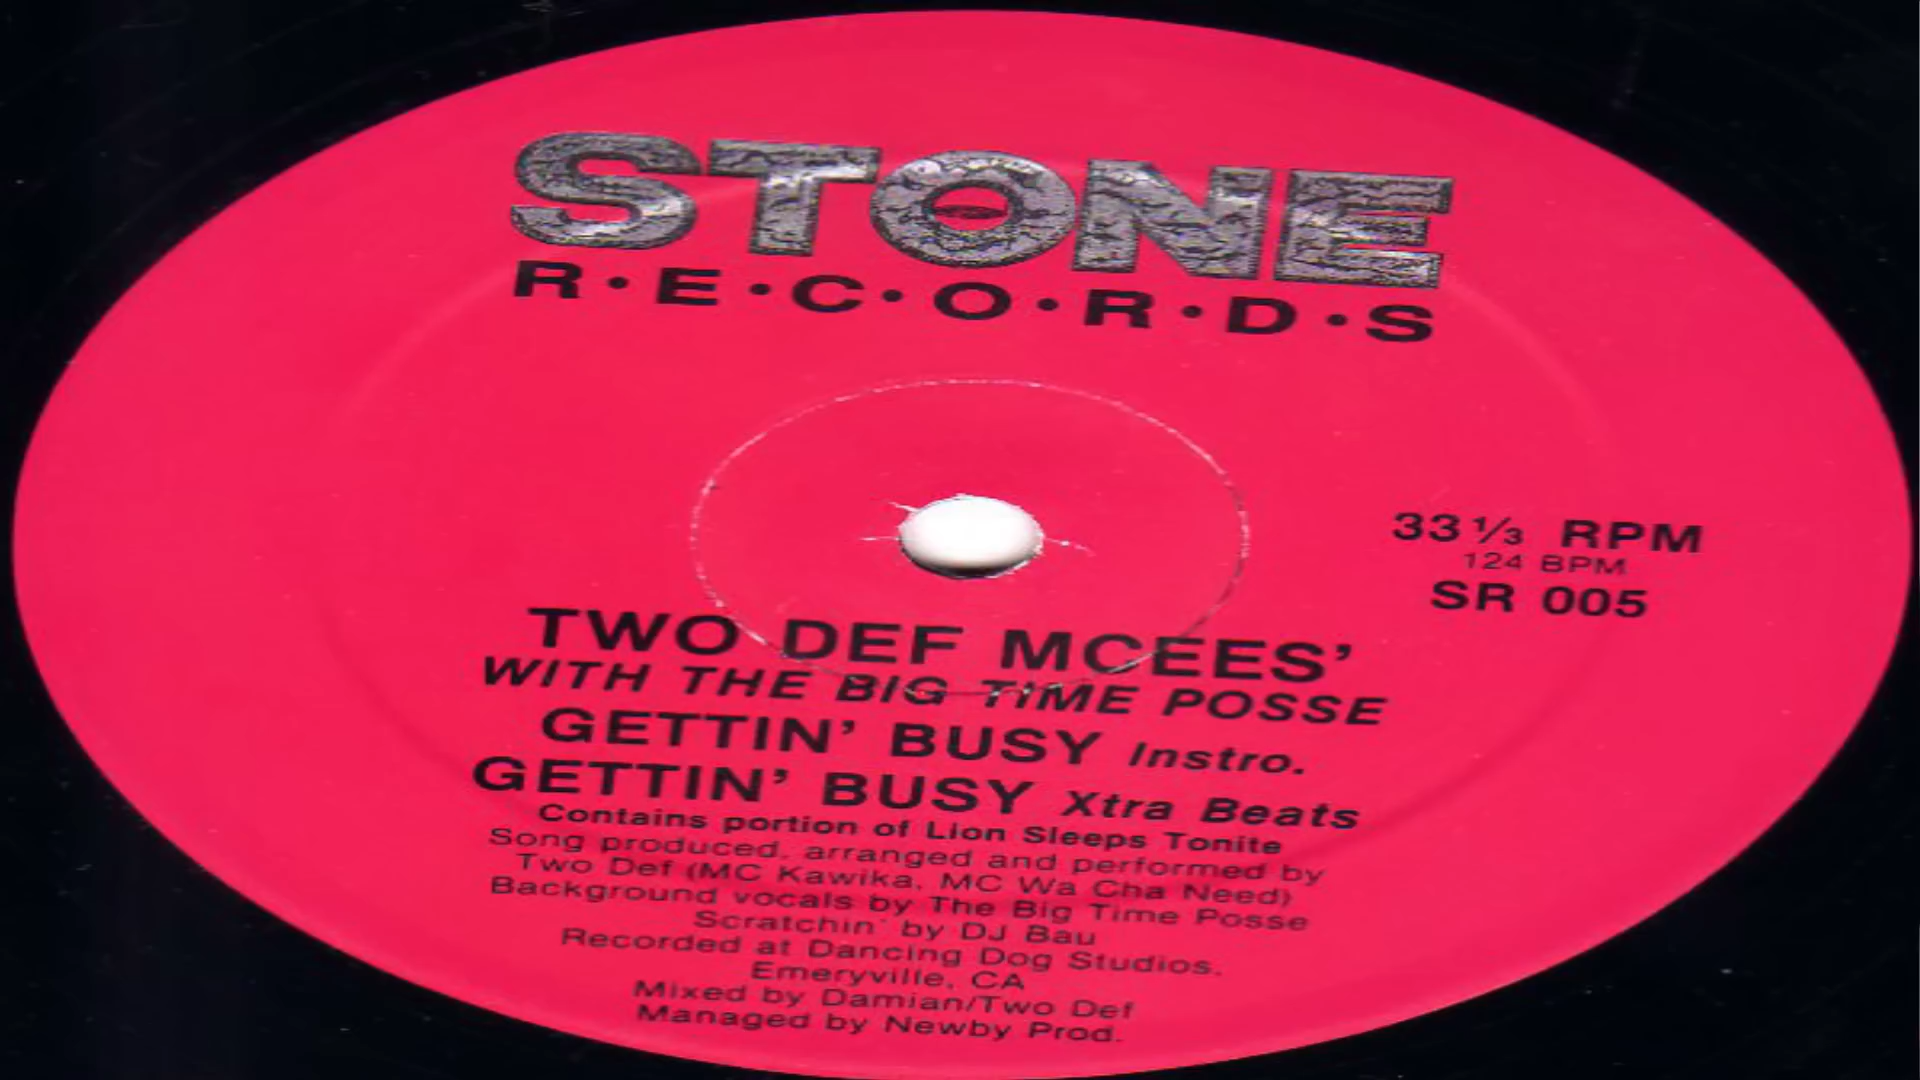 STONE
R·E·C·O·R·D·S
33 ⅓ RPM
124 BPM
SR 005
TWO DEF MCEES’
WITH THE BIG TIME POSSE
GETTIN’ BUSY Instro.
GETTIN’ BUSY Xtra Beats
Contains portion of Lion Sleeps Tonite
Song produced, arranged and performed by
Two Def (MC Kawika, MC Wa Cha Need)
Background vocals by The Big Time Posse
Scratchin’ by DJ Bau
Recorded at Dancing Dog Studios.
Emeryville, CA
Mixed by Damian/Two Def
Managed by Newby Prod.